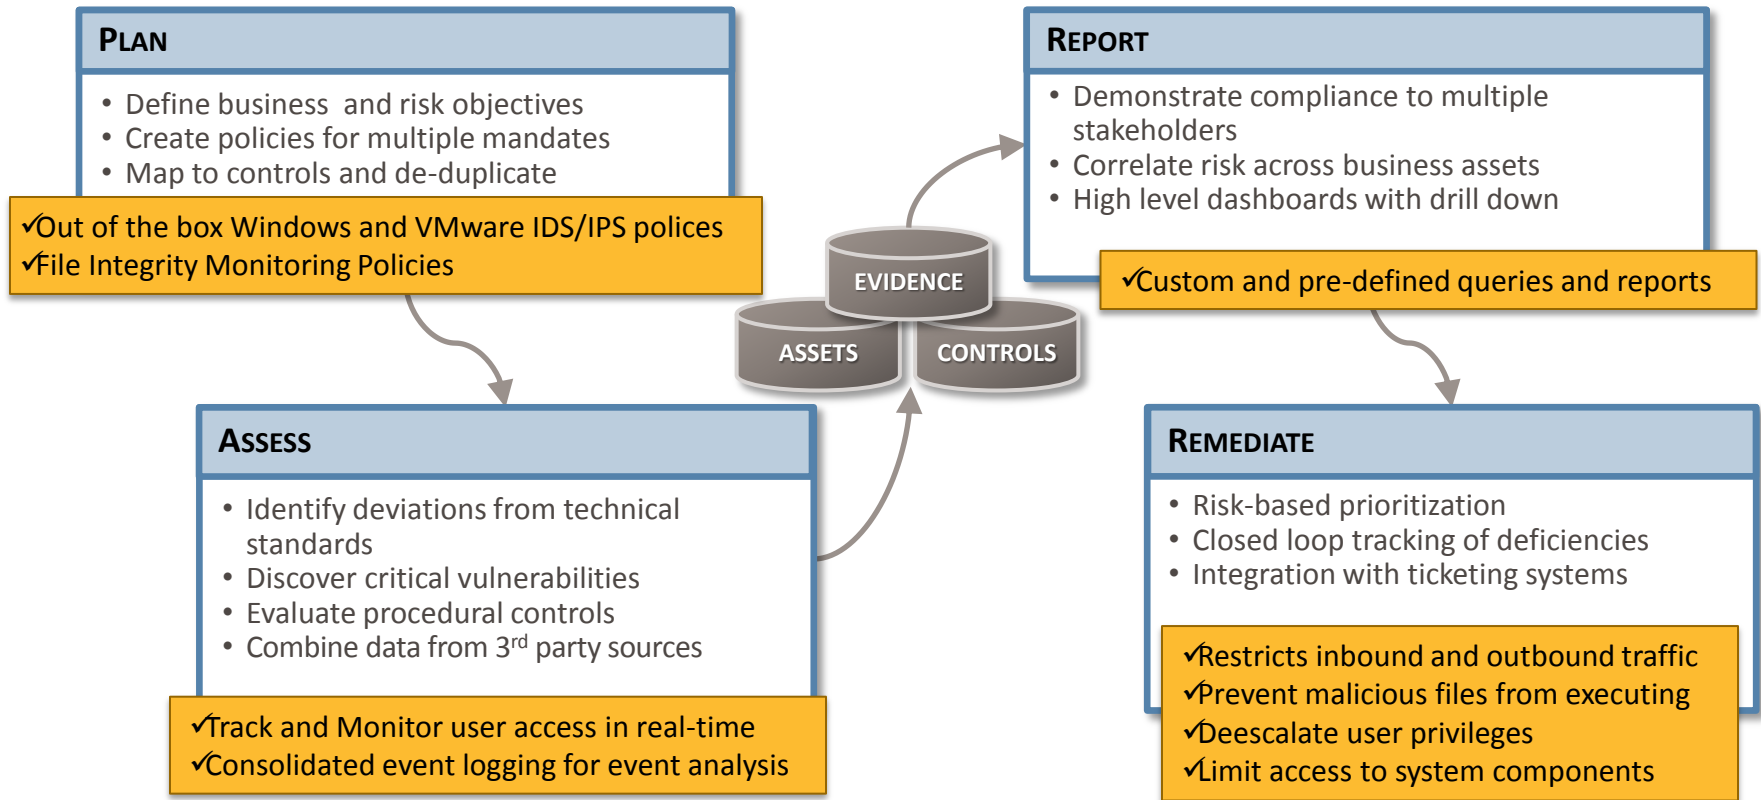 PLAN
• Define business and risk objectives
• Create policies for multiple mandates
• Map to controls and de-duplicate
✓Out of the box Windows and VMware IDS/IPS polices
✓File Integrity Monitoring Policies
ASSESS
• Identify deviations from technical
standards
• Discover critical vulnerabilities
• Evaluate procedural controls
• Combine data from 3rd party sources
✓Track and Monitor user access in real-time
✓Consolidated event logging for event analysis
EVIDENCE
ASSETS
CONTROLS
REPORT
• Demonstrate compliance to multiple
stakeholders
• Correlate risk across business assets
• High level dashboards with drill down
✓Custom and pre-defined queries and reports
REMEDIATE
• Risk-based prioritization
• Closed loop tracking of deficiencies
• Integration with ticketing systems
✓Restricts inbound and outbound traffic
✓Prevent malicious files from executing
✓Deescalate user privileges
✓Limit access to system components